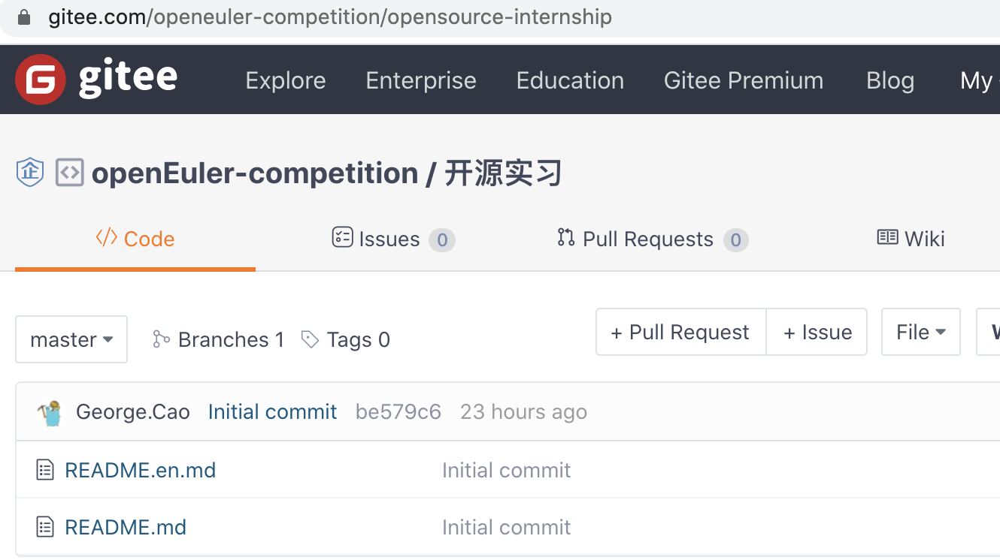 gitee.com/openeuler-competition/opensource-internship
gitee Explore Enterprise Education Gitee Premium Blog My
企 openEuler-competition / 开源实习
Code Issues 0 Pull Requests 0 Wiki
master Branches 1 Tags 0 + Pull Request + Issue File
George.Cao Initial commit be579c6 23 hours ago
README.en.md Initial commit
README.md Initial commit